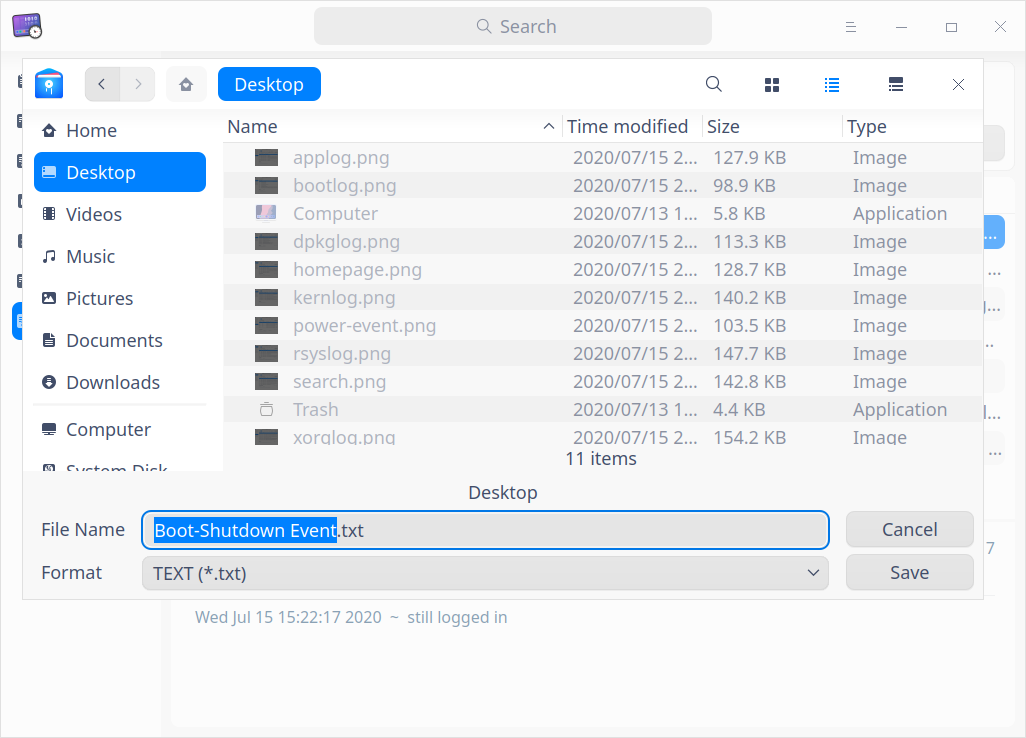 Search
Desktop
Name Time modified Size Type
Home
Desktop
Videos
Music
Pictures
Documents
Downloads
Computer
System Disk
applog.png 2020/07/15 2... 127.9 KB Image
bootlog.png 2020/07/15 2... 98.9 KB Image
Computer 2020/07/13 1... 5.8 KB Application
dpkglog.png 2020/07/15 2... 113.3 KB Image
homepage.png 2020/07/15 2... 128.7 KB Image
kernlog.png 2020/07/15 2... 140.2 KB Image
power-event.png 2020/07/15 2... 103.5 KB Image
rsyslog.png 2020/07/15 2... 147.7 KB Image
search.png 2020/07/15 2... 142.8 KB Image
Trash 2020/07/13 1... 4.4 KB Application
xorglog.png 2020/07/15 2... 154.2 KB Image
11 items
Desktop
File Name Boot-Shutdown Event.txt Cancel
Format TEXT (*.txt) Save
7
Wed Jul 15 15:22:17 2020 ~ still logged in